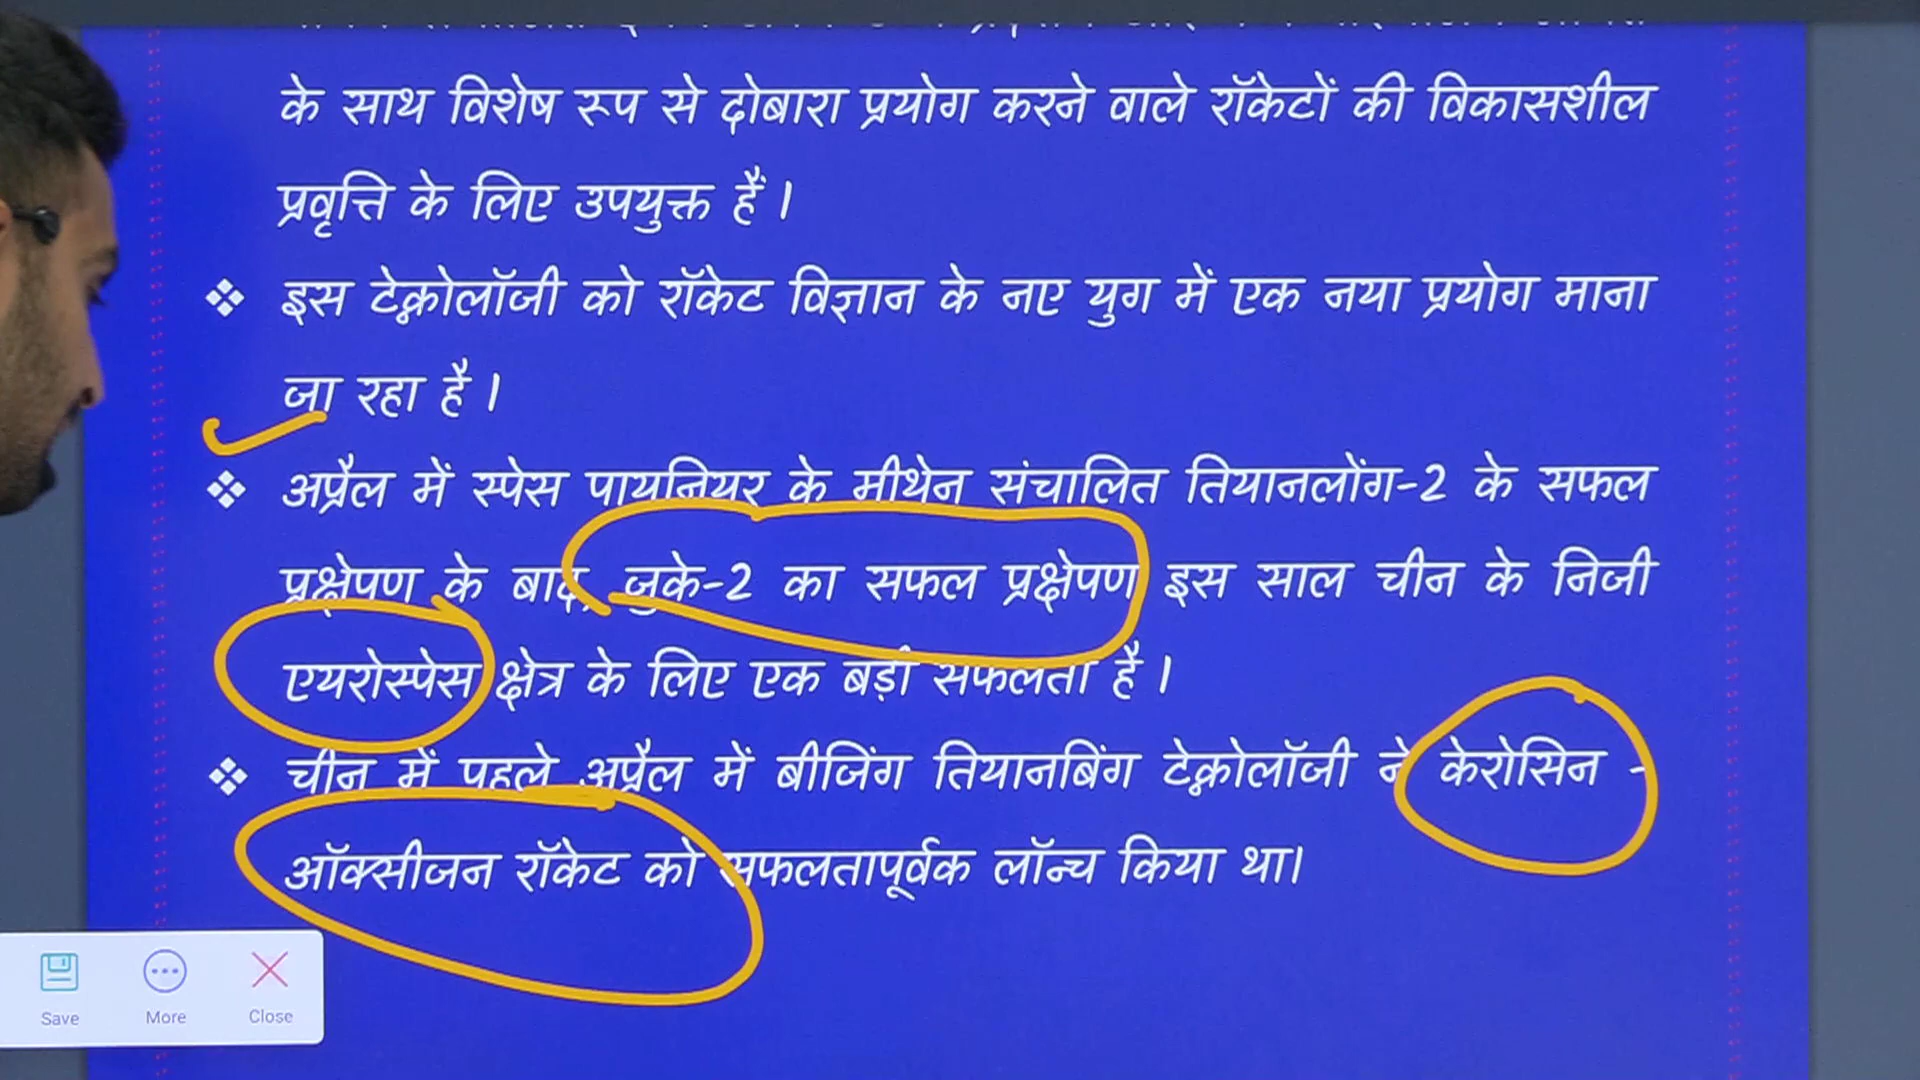 के साथ विशेष रूप से दोबारा प्रयोग करने वाले रॉकेटों की विकासशील
प्रवृत्ति के लिए उपयुक्त हैं।
❖ इस टेक्नोलॉजी को रॉकेट विज्ञान के नए युग में एक नया प्रयोग माना
जा रहा है।
❖ अप्रैल में स्पेस पायनियर के मीथेन संचालित तियानलोंग-2 के सफल
प्रक्षेपण के बाद, जुके-2 का सफल प्रक्षेपण इस साल चीन के निजी
एयरोस्पेस क्षेत्र के लिए एक बड़ी सफलता है।
❖ चीन में पहले अप्रैल में बीजिंग तियानबिंग टेक्नोलॉजी ने केरोसिन -
ऑक्सीजन रॉकेट को सफलतापूर्वक लॉन्च किया था।
Save More Close